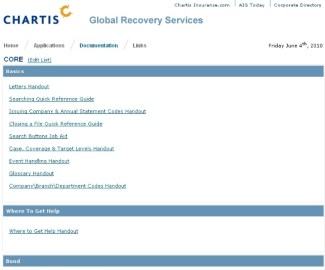 Chartis Insurance.com | AIG Today | Corporate Directory
CHARTIS Global Recovery Services
Home / Applications / Documentation / Links Friday June 4th, 2010
CORE (Edit List)
Basics
Letters Handout
Searching Quick Reference Guide
Issuing Company & Annual Statement Codes Handout
Closing a File Quick Reference Guide
Search Buttons Job Aid
Case, Coverage & Target Levels Handout
Event Handling Handout
Glossary Handout
Company\Branch\Department Codes Handout
Where To Get Help
Where to Get Help Handout
Bond